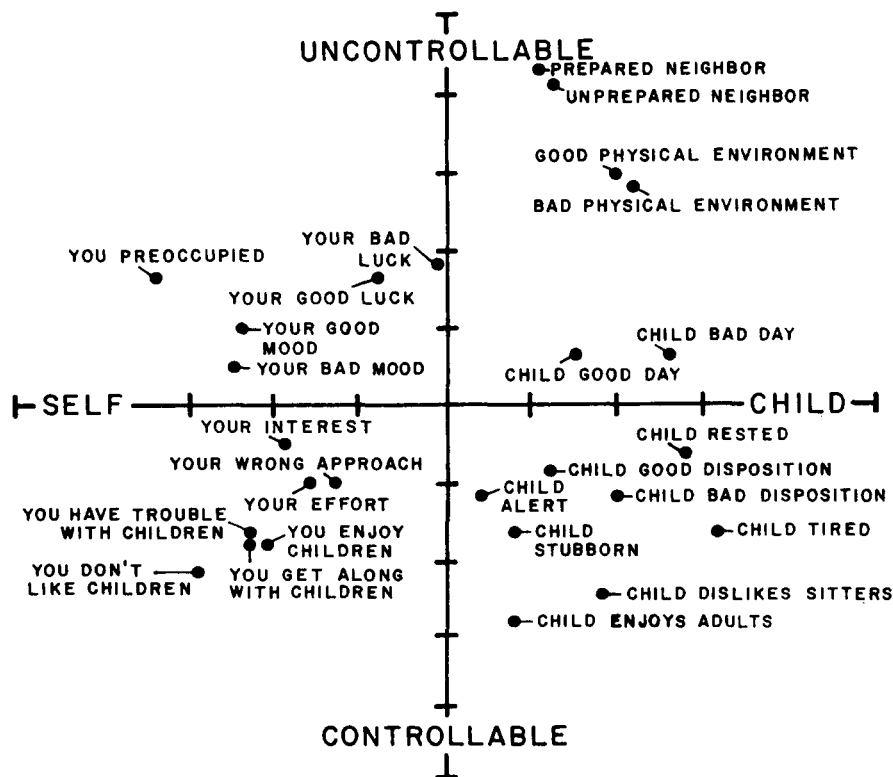 UNCONTROLLABLE
PREPARED NEIGHBOR
UNPREPARED NEIGHBOR
GOOD PHYSICAL ENVIRONMENT
BAD PHYSICAL ENVIRONMENT
YOUR BAD
LUCK
YOU PREOCCUPIED
YOUR GOOD LUCK
YOUR GOOD
MOOD
YOUR BAD MOOD
CHILD BAD DAY
CHILD GOOD DAY
SELF
CHILD
YOUR INTEREST
YOUR WRONG APPROACH
YOUR EFFORT
YOU HAVE TROUBLE
WITH CHILDREN
YOU ENJOY
CHILDREN
YOU DON'T
LIKE CHILDREN
YOU GET ALONG
WITH CHILDREN
CHILD RESTED
CHILD GOOD DISPOSITION
CHILD
ALERT
CHILD BAD DISPOSITION
CHILD
STUBBORN
CHILD TIRED
CHILD DISLIKES SITTERS
CHILD ENJOYS ADULTS
CONTROLLABLE